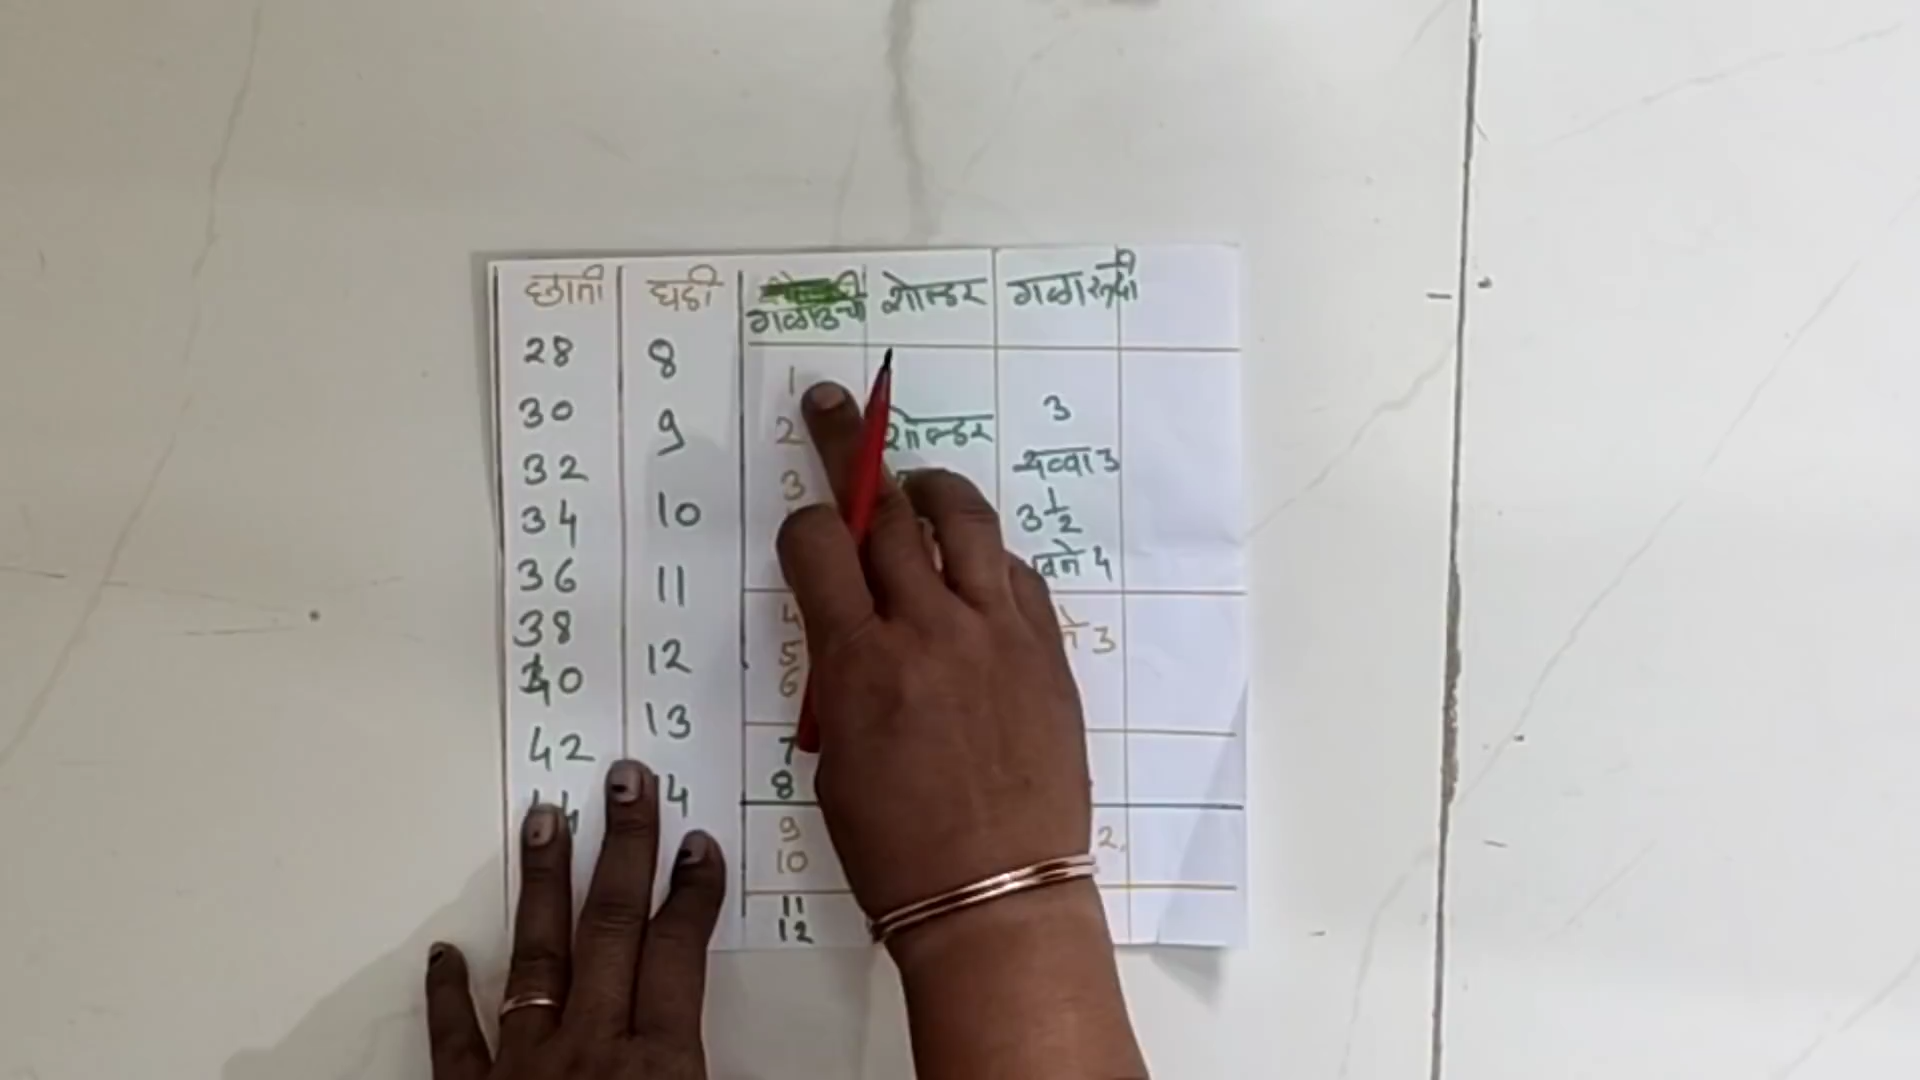 छाती घडी गळाउंची शोल्डर गळारुंदी
28 8 1
30 9 2 शोल्डर 3
32 3 सव्वा 3
34 10 3 1/2
36 11 4
38 5 3
40 12 6
42 13 7
44 14 8
9 2.
10
11
12